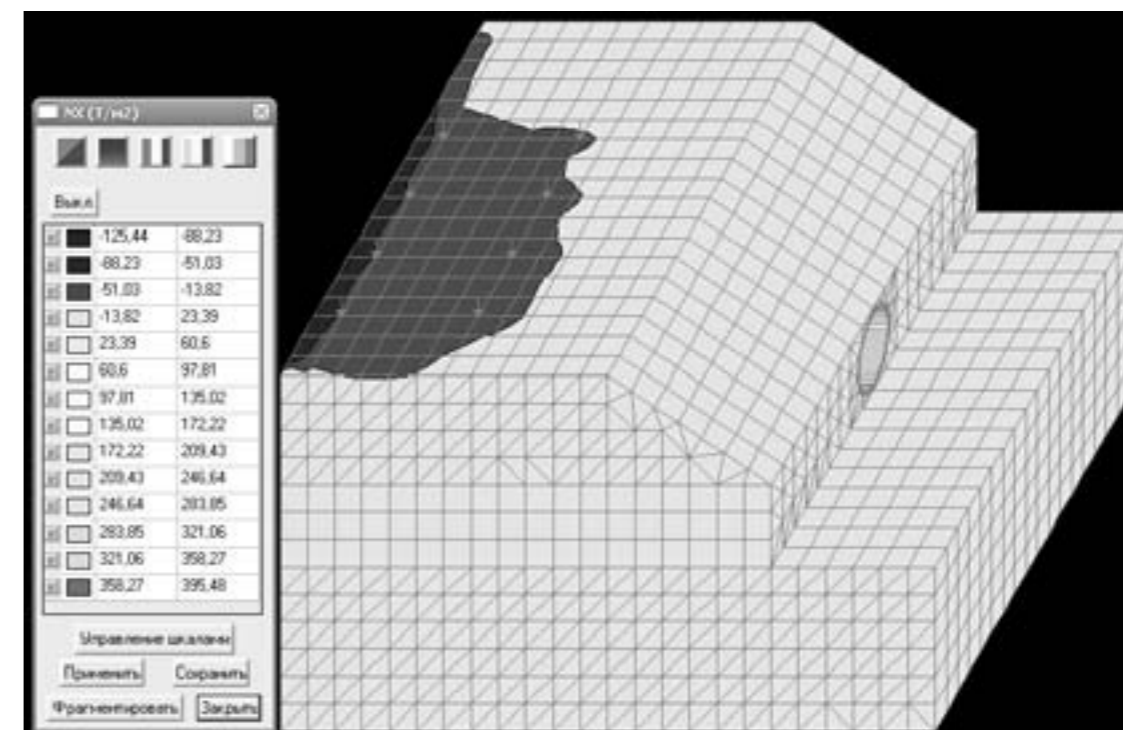 NX (Т/м2)
Выкл
-125,44 -88,23
-88,23 -51,03
-51,03 -13,82
-13,82 23,39
23,39 60,6
60,6 97,81
97,81 135,02
135,02 172,22
172,22 209,43
209,43 246,64
246,64 283,85
283,85 321,06
321,06 358,27
358,27 395,48
Управление шкалами
Применить Сохранить
Фрагментировать Закрыть